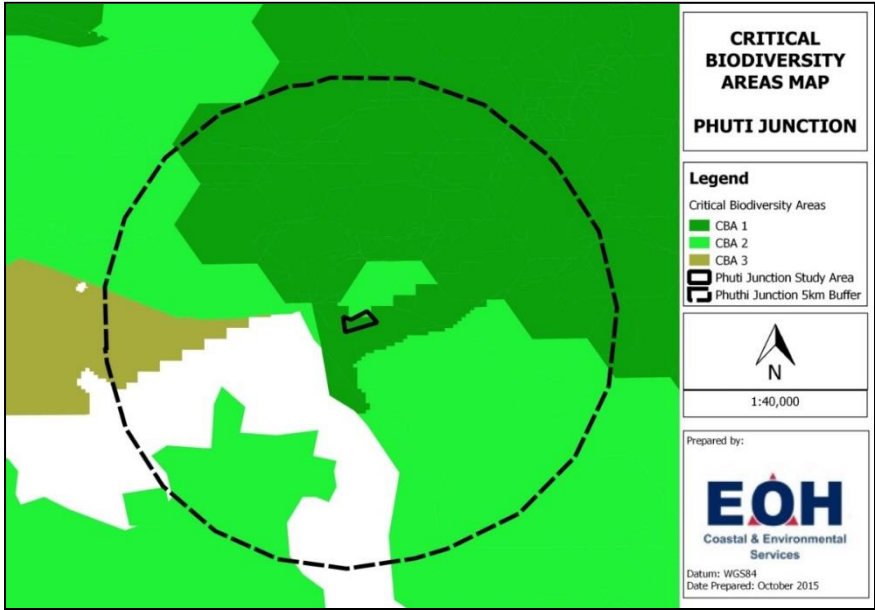 CRITICAL
BIODIVERSITY
AREAS MAP
PHUTI JUNCTION
Legend
Critical Biodiversity Areas
CBA 1
CBA 2
CBA 3
Phuti Junction Study Area
Phuthi Junction 5km Buffer
N
1:40,000
Prepared by:
EOH
Coastal & Environmental
Services
Datum: WGS84
Date Prepared: October 2015